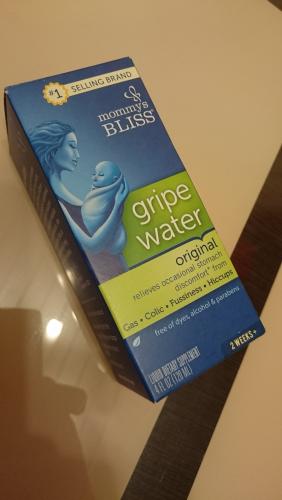 #1 SELLING BRAND
mommy's
BLISS
gripe
water
original
relieves occasional stomach
discomfort* from
Gas • Colic • Fussiness • Hiccups
free of dyes, alcohol & parabens
LIQUID DIETARY SUPPLEMENT
4 FL OZ (120 ML)
2 WEEKS +